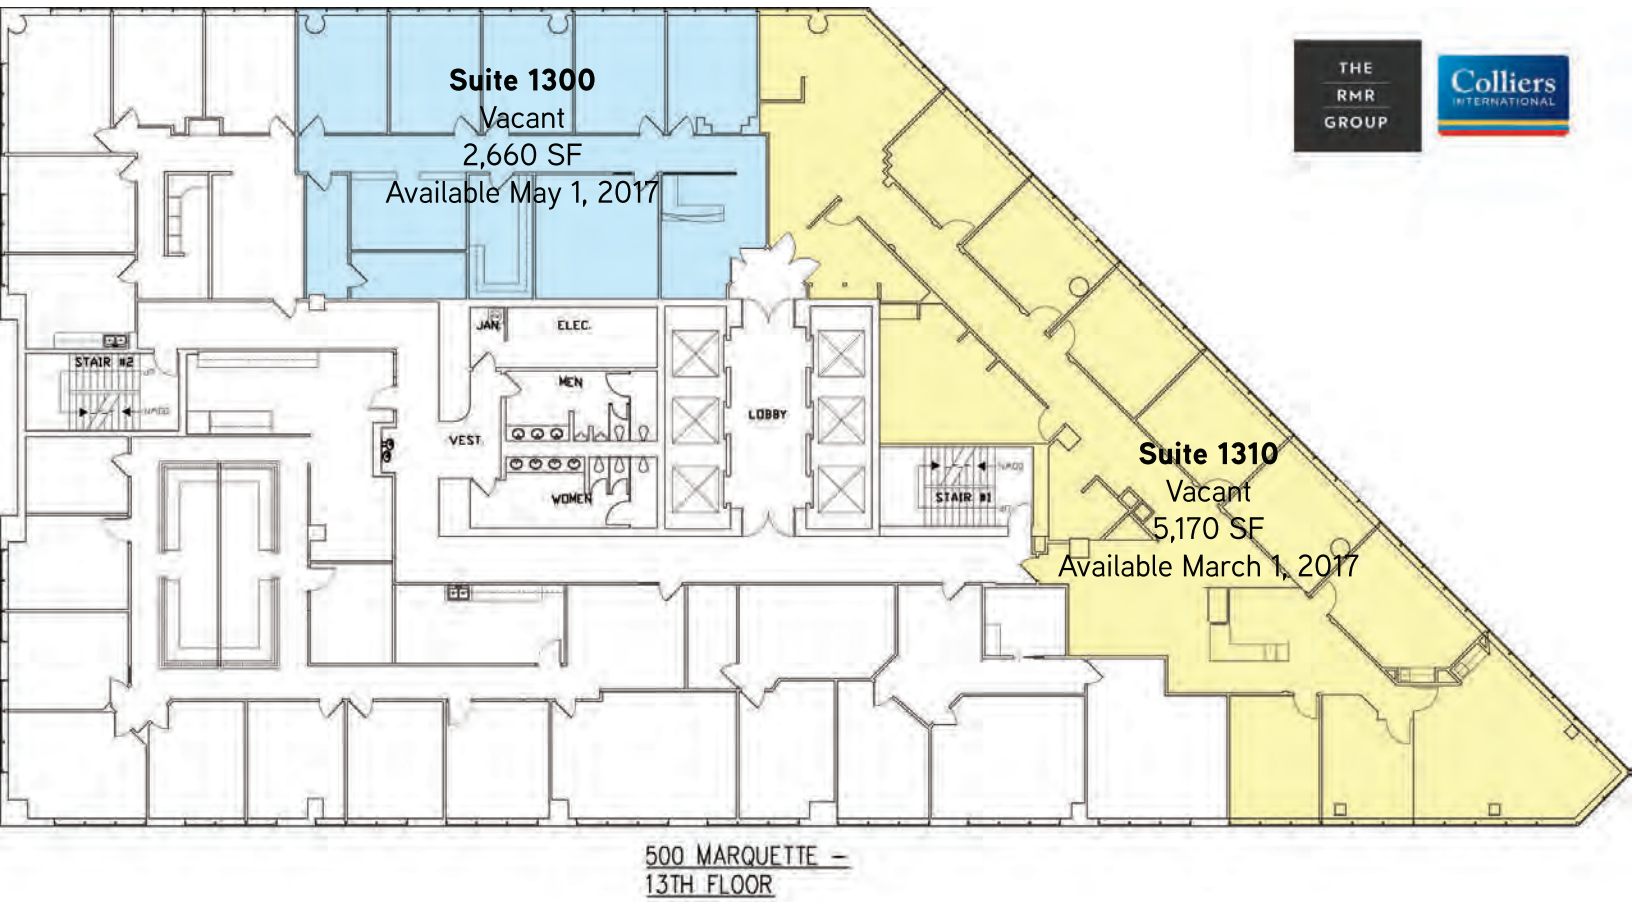 Suite 1300
Vacant
2,660 SF
Available May 1, 2017
THE
RMR
GROUP
Colliers
INTERNATIONAL
JAN.
ELEC.
STAIR #2
UP
MEN
LOBBY
VEST.
WOMEN
STAIR #1
UP
Suite 1310
Vacant
5,170 SF
Available March 1, 2017
500 MARQUETTE –
13TH FLOOR